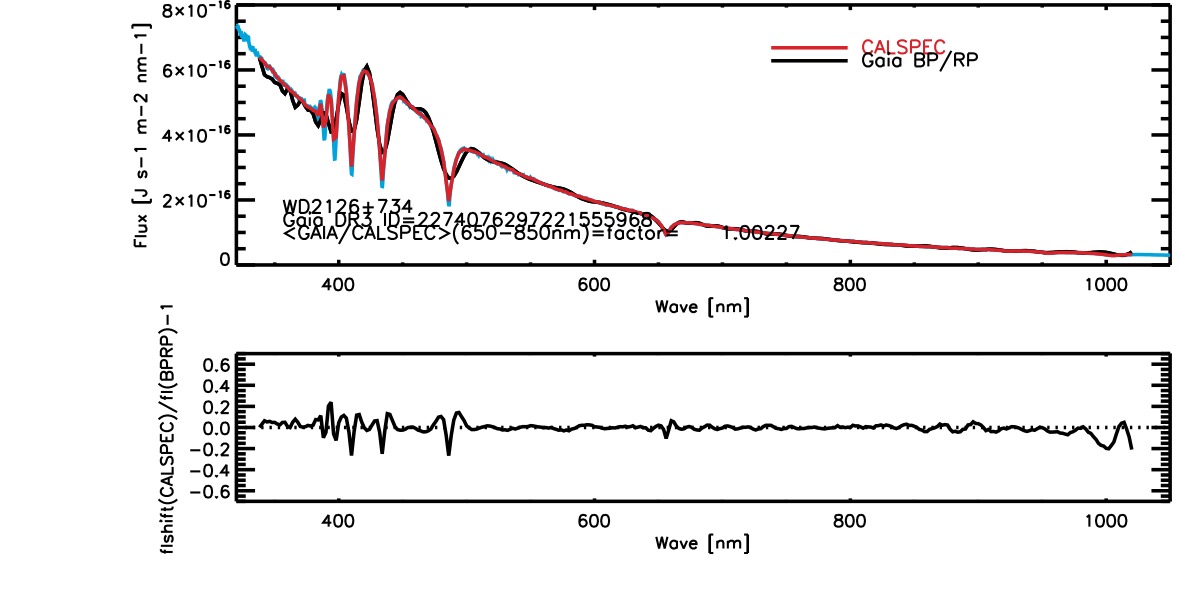 8×10−16
6×10−16
4×10−16
2×10−16
0
Flux [J s−1 m−2 nm−1]
CALSPEC
Gaia BP/RP
WD2126+734
Gaia DR3 ID=2274076297221555968
<GAIA/CALSPEC>(650−850nm)=factor= 1.00227
400 600 800 1000
Wave [nm]
flshift(CALSPEC)/fl(BPRP)−1
0.6
0.4
0.2
0.0
−0.2
−0.4
−0.6
400 600 800 1000
Wave [nm]